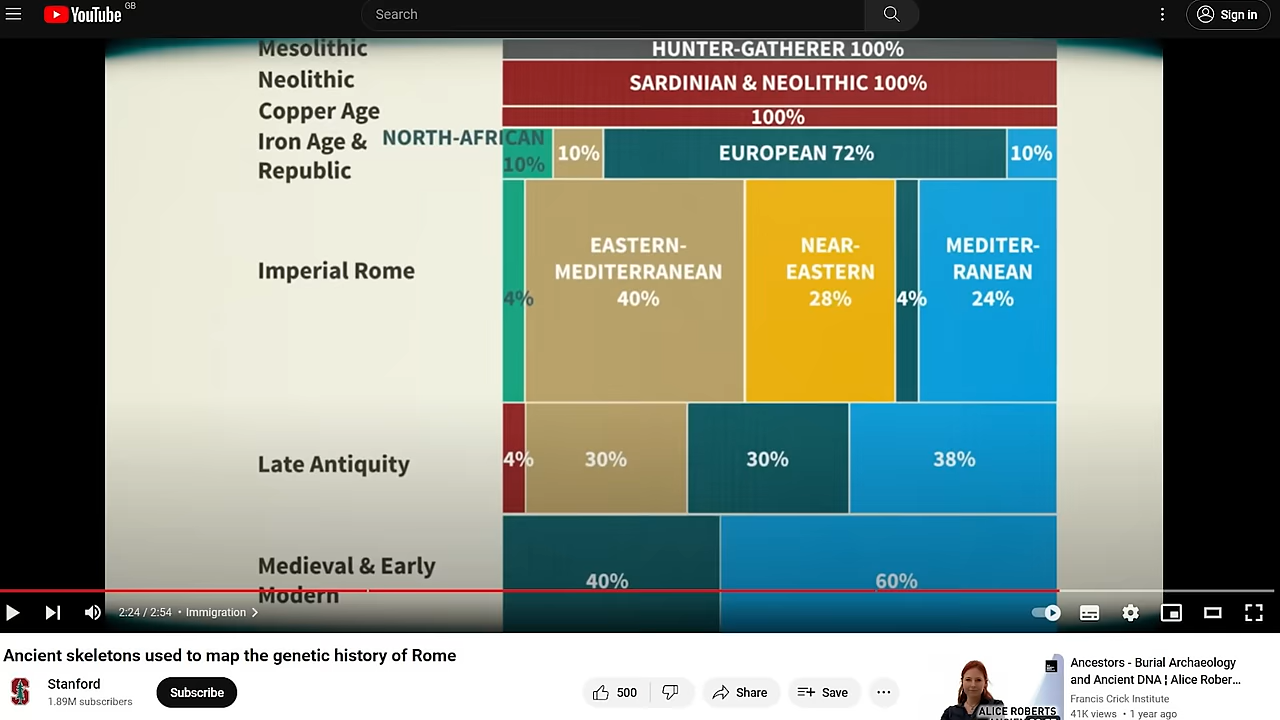 YouTube GB
Search
Sign in
Mesolithic
HUNTER-GATHERER 100%
Neolithic
SARDINIAN & NEOLITHIC 100%
Copper Age
100%
Iron Age &
Republic
NORTH-AFRICAN
10%
10%
EUROPEAN 72%
10%
Imperial Rome
4%
EASTERN-
MEDITERRANEAN
40%
NEAR-
EASTERN
28%
4%
MEDITER-
RANEAN
24%
Late Antiquity
4%
30%
30%
38%
Medieval & Early
Modern
40%
60%
2:24 / 2:54 • Immigration
Ancient skeletons used to map the genetic history of Rome
Stanford
1.89M subscribers
Subscribe
500
Share
Save
Ancestors - Burial Archaeology
and Ancient DNA ¦ Alice Rober...
Francis Crick Institute
41K views • 1 year ago
ALICE ROBERTS